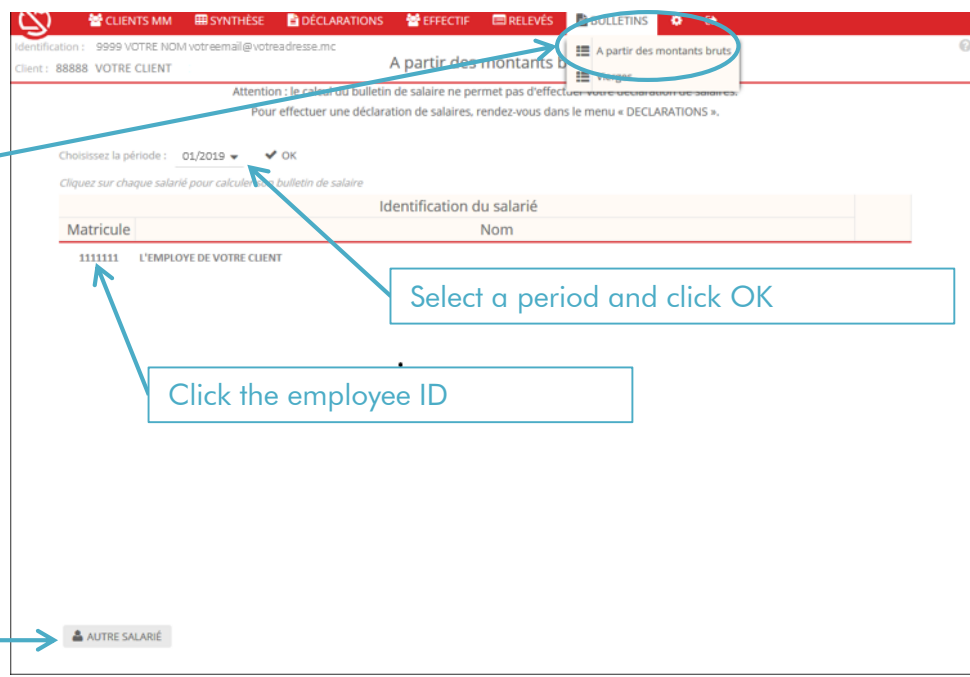 CLIENTS MM SYNTHÈSE DÉCLARATIONS EFFECTIF RELEVÉS BULLETINS
Identification : 9999 VOTRE NOM votreemail@votreadresse.mc
A partir des montants bruts
Client : 88888 VOTRE CLIENT
A partir des montants b
Vierges
Attention : le calcul du bulletin de salaire ne permet pas d'effectuer votre déclaration de salaires.
Pour effectuer une déclaration de salaires, rendez-vous dans le menu « DECLARATIONS ».
Choisissez la période : 01/2019 OK
Cliquez sur chaque salarié pour calculer son bulletin de salaire
Identification du salarié
Matricule Nom
1111111 L'EMPLOYE DE VOTRE CLIENT
Select a period and click OK
Click the employee ID
AUTRE SALARIÉ